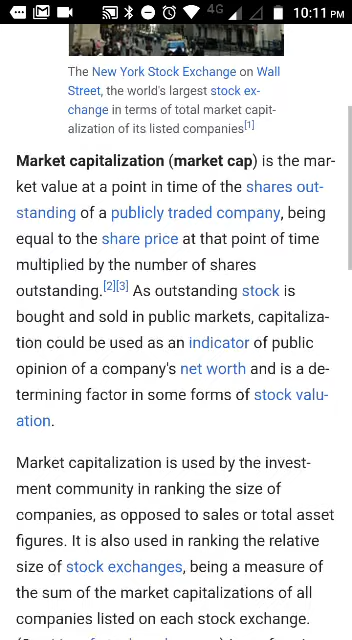 4G 10:11 PM
The New York Stock Exchange on Wall
Street, the world's largest stock ex-
change in terms of total market capit-
alization of its listed companies[1]
Market capitalization (market cap) is the mar-
ket value at a point in time of the shares out-
standing of a publicly traded company, being
equal to the share price at that point of time
multiplied by the number of shares
outstanding.[2][3] As outstanding stock is
bought and sold in public markets, capitaliza-
tion could be used as an indicator of public
opinion of a company's net worth and is a de-
termining factor in some forms of stock valu-
ation.
Market capitalization is used by the invest-
ment community in ranking the size of
companies, as opposed to sales or total asset
figures. It is also used in ranking the relative
size of stock exchanges, being a measure of
the sum of the market capitalizations of all
companies listed on each stock exchange.